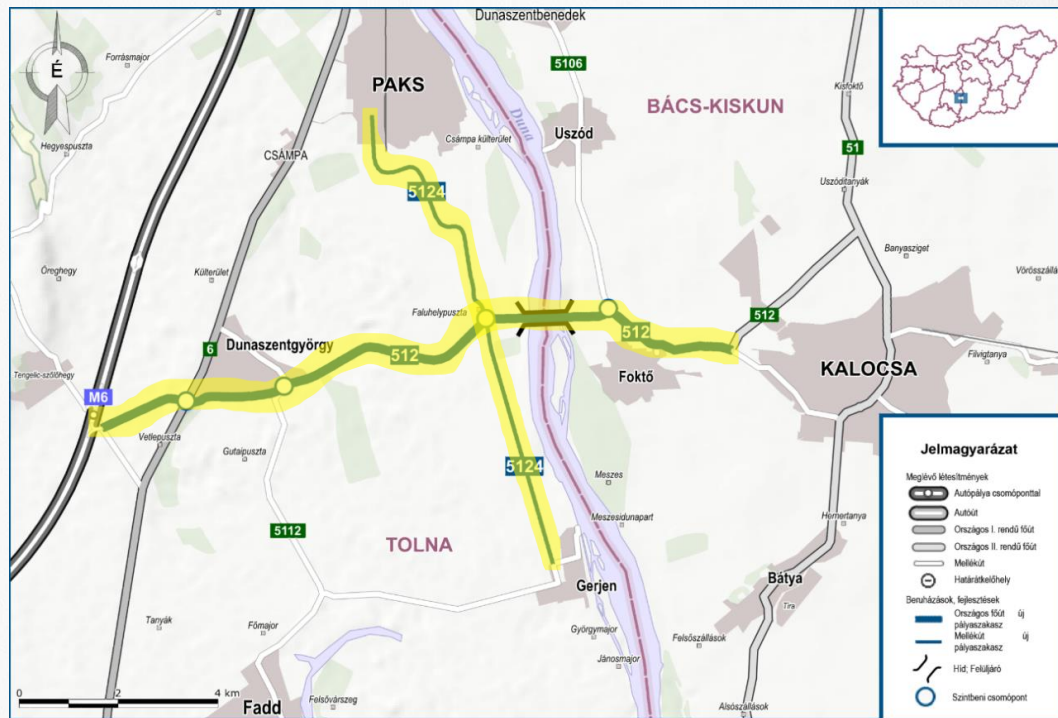 Dunaszentbenedek
Forrásmajor
É
5106
PAKS
Kisfoktő
BÁCS-KISKUN
Duna
Uszód
Csámpa külterület
51
Hegyespuszta
CSÁMPA
Uszóditanyák
5124
Banyasziget
Öreghegy
Külterület
Vörösszállás
Faluhelypuszta
512
6
Dunaszentgyörgy
512
512
Filvigtanya
Foktő
KALOCSA
Tengelic-szőlőhegy
M6
Vetlepuszta
Gutaipuszta
5124
Meszes
Meszesidunapart
Hemertanya
5112
TOLNA
Gerjen
Bátya
Tira
Tanyák
Főmajor
Györgymajor
Felsőszállások
Jánosmajor
0 2 4 km
Felsővárszeg
Fadd
Alsószállások
Jelmagyarázat
Meglévő létesítmények
Autópálya csomóponttal
Autóút
Országos I. rendű főút
Országos II. rendű főút
Mellékút
Határátkelőhely
Beruházások, fejlesztések
Országos főút új
pályaszakasz
Mellékút új
pályaszakasz
Híd; Felüljáró
Szintbeni csomópont